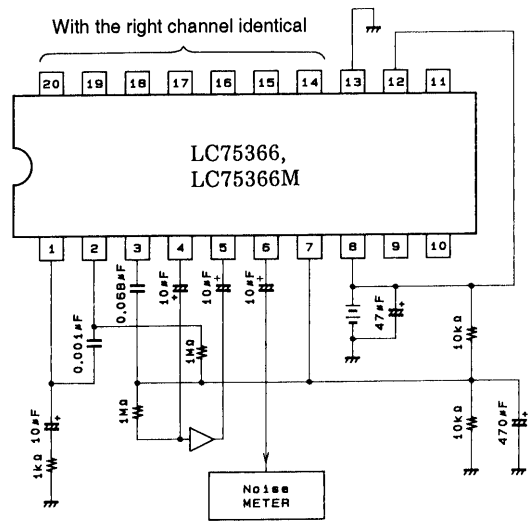 With the right channel identical
20 19 18 17 16 15 14 13 12 11
LC75366,
LC75366M
1 2 3 4 5 6 7 8 9 10
0.001µF
0.068µF
10µF
+
10µF
+
10µF
+
47µF
+
10kΩ
1MΩ
1MΩ
10µF
+
1kΩ
10kΩ
470µF
+
Noise
METER